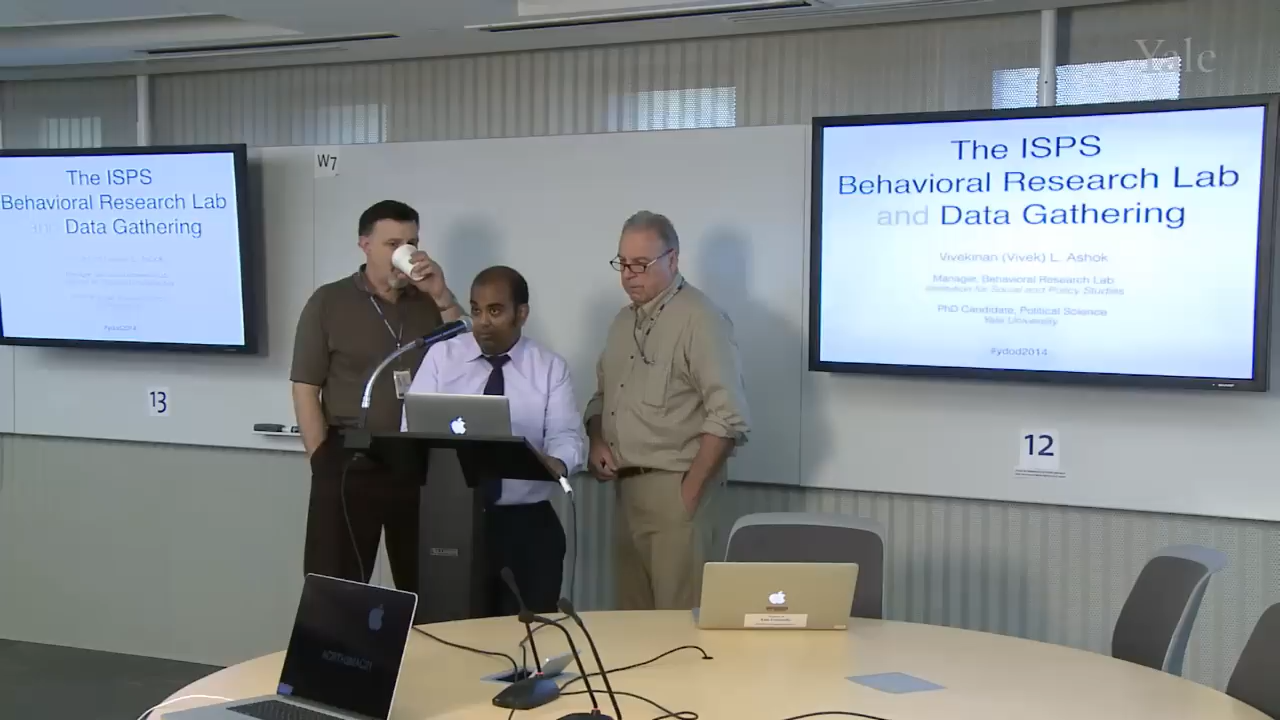 Yale
W7
The ISPS
Behavioral Research Lab
and Data Gathering
#ydod2014
13
The ISPS
Behavioral Research Lab
and Data Gathering
Vivekinan (Vivek) L. Ashok
Manager, Behavioral Research Lab
Institution for Social and Policy Studies
PhD Candidate, Political Science
Yale University
#ydod2014
12